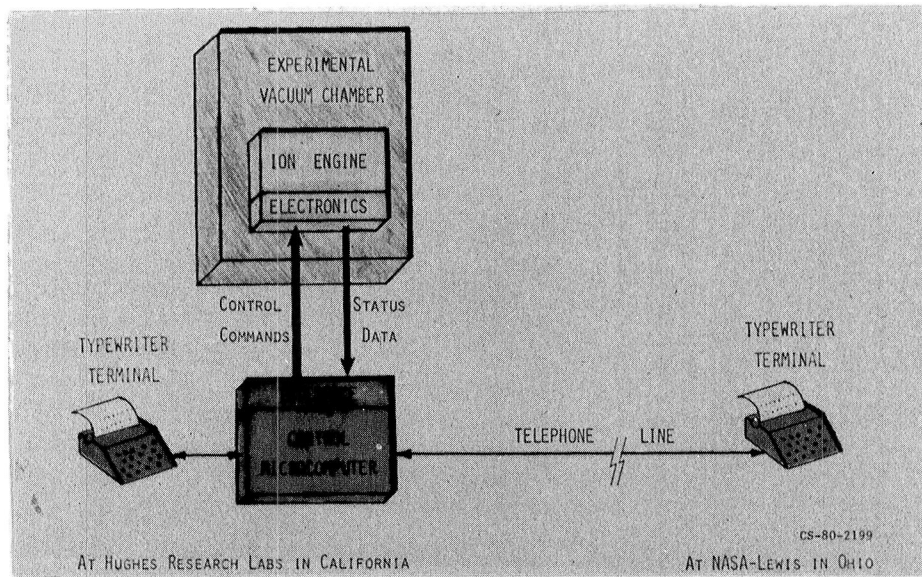 EXPERIMENTAL
VACUUM CHAMBER
ION ENGINE
ELECTRONICS
CONTROL
COMMANDS
STATUS
DATA
TYPEWRITER
TERMINAL
TYPEWRITER
TERMINAL
CONTROL
MICROCOMPUTER
TELEPHONE LINE
CS-80-2199
AT HUGHES RESEARCH LABS IN CALIFORNIA
AT NASA-LEWIS IN OHIO